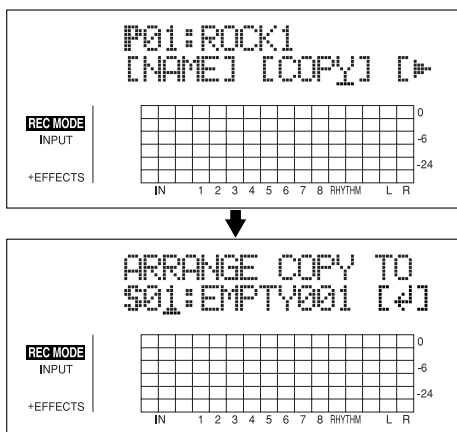 P01:ROCK1
[NAME] [COPY] [▶
REC MODE
INPUT
+EFFECTS
0
-6
-24
IN 1 2 3 4 5 6 7 8 RHYTHM L R
ARRANGE COPY TO
S01:EMPTY001 [↲]
REC MODE
INPUT
+EFFECTS
0
-6
-24
IN 1 2 3 4 5 6 7 8 RHYTHM L R